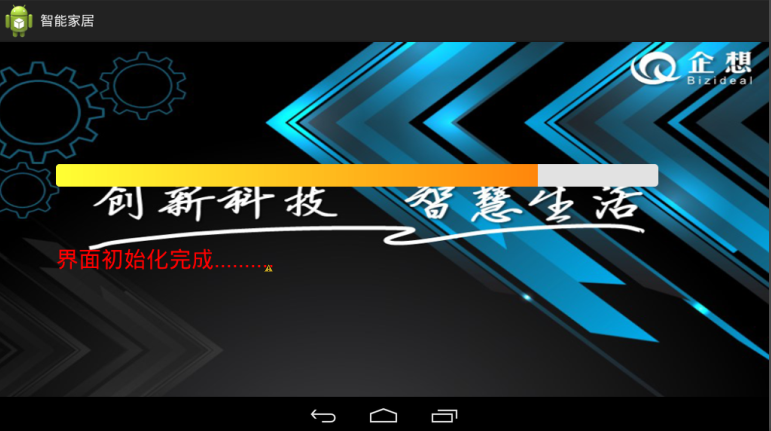 智能家居
企想
Bizideal
创新科技 智慧生活
界面初始化完成.........